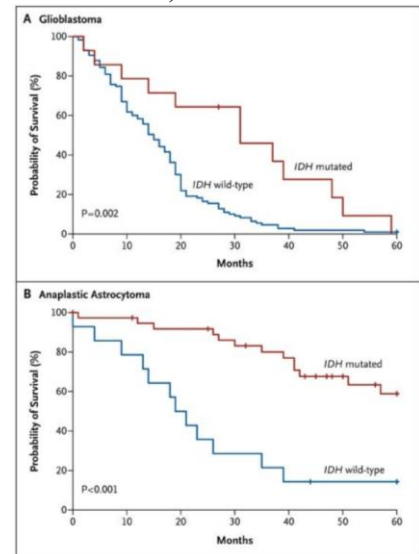 A Glioblastoma
Probability of Survival (%)
100
80
60
40
20
0
IDH mutated
IDH wild-type
P=0.002
0 10 20 30 40 50 60
Months
B Anaplastic Astrocytoma
Probability of Survival (%)
100
80
60
40
20
0
IDH mutated
IDH wild-type
P<0.001
0 10 20 30 40 50 60
Months